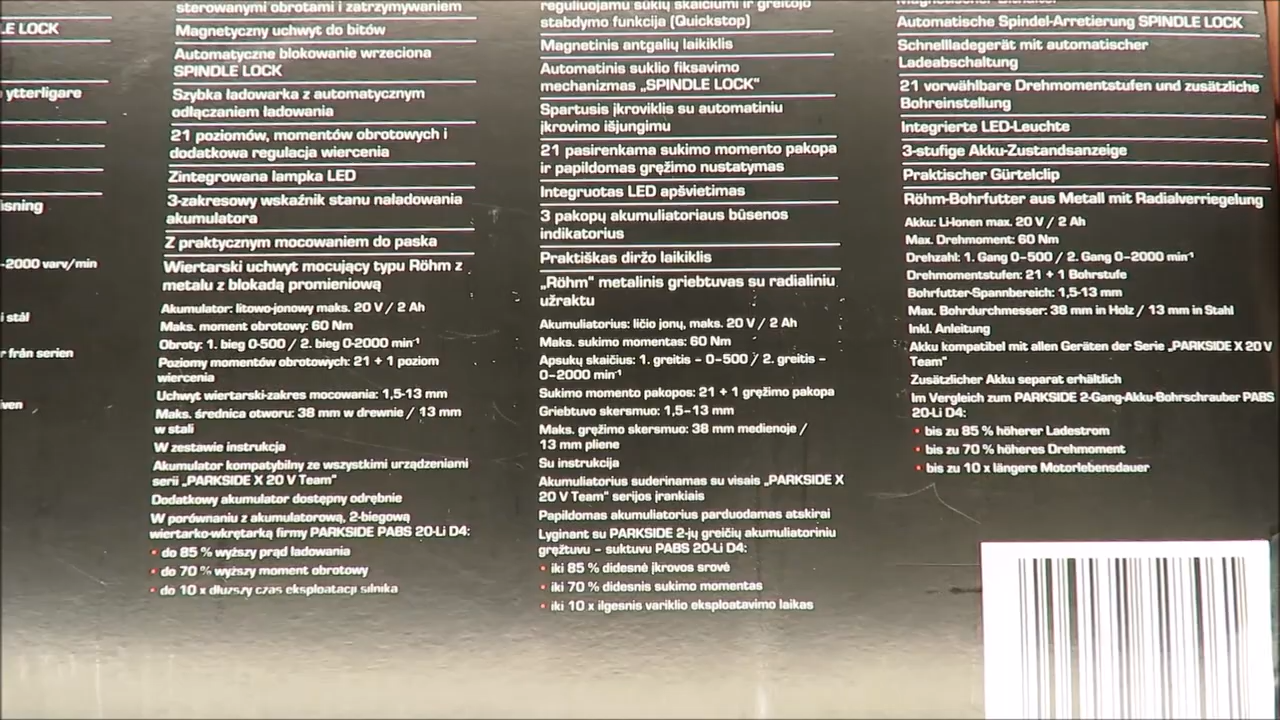 LE LOCK
ytterligare
isning
-2000 varv/min
i stål
r från serien
iven
sterowanymi obrotami i zatrzymywaniem
Magnetyczny uchwyt do bitów
Automatyczne blokowanie wrzeciona
SPINDLE LOCK
Szybka ładowarka z automatycznym
odłączaniem ładowania
21 poziomów, momentów obrotowych i
dodatkowa regulacja wiercenia
Zintegrowana lampka LED
3-zakresowy wskaźnik stanu naładowania
akumulatora
Z praktycznym mocowaniem do paska
Wiertarski uchwyt mocujący typu Röhm z
metalu z blokadą promieniową
Akumulator: litowo-jonowy maks. 20 V / 2 Ah
Maks. moment obrotowy: 60 Nm
Obroty: 1. bieg 0-500 / 2. bieg 0-2000 min⁻¹
Poziomy momentów obrotowych: 21 + 1 poziom
wiercenia
Uchwyt wiertarski-zakres mocowania: 1,5-13 mm
Maks. średnica otworu: 38 mm w drewnie / 13 mm
w stali
W zestawie instrukcja
Akumulator kompatybilny ze wszystkimi urządzeniami
serii „PARKSIDE X 20 V Team"
Dodatkowy akumulator dostępny odrębnie
W porównaniu z akumulatorową, 2-biegową
wiertarko-wkrętarką firmy PARKSIDE PABS 20-Li D4:
• do 85 % wyższy prąd ładowania
• do 70 % wyższy moment obrotowy
• do 10 x dłuższy czas eksploatacji silnika
reguliuojamu sūkių skaičiumi ir greitojo
stabdymo funkcija (Quickstop)
Magnetinis antgalių laikiklis
Automatinis suklio fiksavimo
mechanizmas „SPINDLE LOCK"
Spartusis įkroviklis su automatiniu
įkrovimo išjungimu
21 pasirenkama sukimo momento pakopa
ir papildomas gręžimo nustatymas
Integruotas LED apšvietimas
3 pakopų akumuliatoriaus būsenos
indikatorius
Praktiškas diržo laikiklis
„Röhm" metalinis griebtuvas su radialiniu
užraktu
Akumuliatorius: ličio jonų, maks. 20 V / 2 Ah
Maks. sukimo momentas: 60 Nm
Apsukų skaičius: 1. greitis – 0–500 / 2. greitis –
0–2000 min⁻¹
Sukimo momento pakopos: 21 + 1 gręžimo pakopa
Griebtuvo skersmuo: 1,5–13 mm
Maks. gręžimo skersmuo: 38 mm medienoje /
13 mm pliene
Su instrukcija
Akumuliatorius suderinamas su visais „PARKSIDE X
20 V Team" serijos įrankiais
Papildomas akumuliatorius parduodamas atskirai
Lyginant su PARKSIDE 2-jų greičių akumuliatoriniu
gręžtuvu – suktuvu PABS 20-Li D4:
• iki 85 % didesnė įkrovos srovė
• iki 70 % didesnis sukimo momentas
• iki 10 x ilgesnis variklio eksploatavimo laikas
Automatische Spindel-Arretierung SPINDLE LOCK
Schnellladegerät mit automatischer
Ladeabschaltung
21 vorwählbare Drehmomentstufen und zusätzliche
Bohreinstellung
Integrierte LED-Leuchte
3-stufige Akku-Zustandsanzeige
Praktischer Gürtelclip
Röhm-Bohrfutter aus Metall mit Radialverriegelung
Akku: Li-Ionen max. 20 V / 2 Ah
Max. Drehmoment: 60 Nm
Drehzahl: 1. Gang 0–500 / 2. Gang 0–2000 min⁻¹
Drehmomentstufen: 21 + 1 Bohrstufe
Bohrfutter-Spannbereich: 1,5-13 mm
Max. Bohrdurchmesser: 38 mm in Holz / 13 mm in Stahl
Inkl. Anleitung
Akku kompatibel mit allen Geräten der Serie „PARKSIDE X 20 V
Team"
Zusätzlicher Akku separat erhältlich
Im Vergleich zum PARKSIDE 2-Gang-Akku-Bohrschrauber PABS
20-Li D4:
• bis zu 85 % höherer Ladestrom
• bis zu 70 % höheres Drehmoment
• bis zu 10 x längere Motorlebensdauer